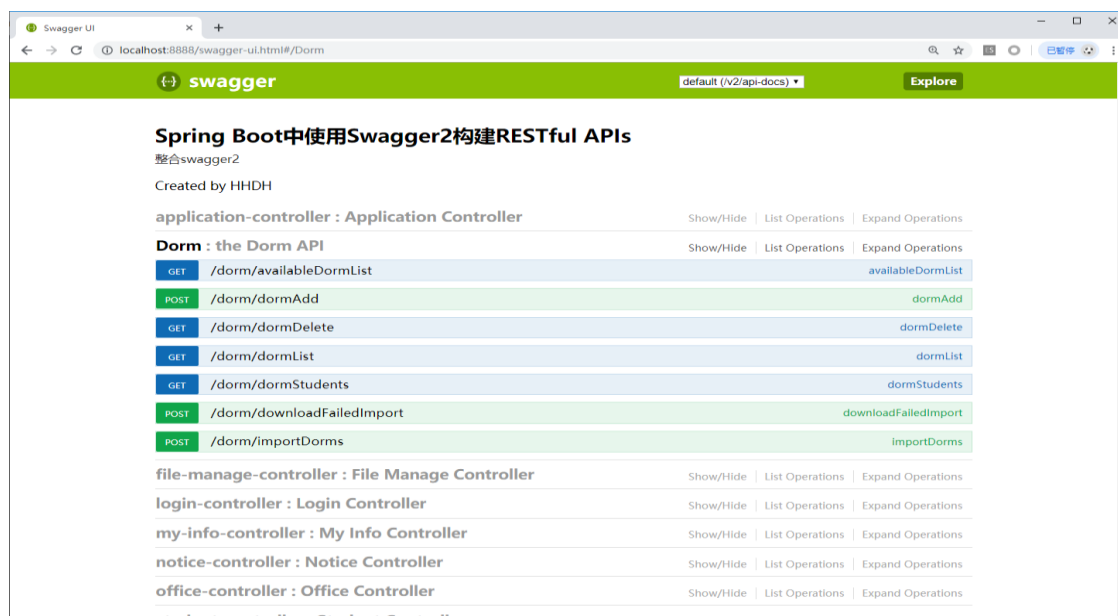 Swagger UI
localhost:8888/swagger-ui.html#/Dorm
已暂停
swagger
default (/v2/api-docs)
Explore
Spring Boot中使用Swagger2构建RESTful APIs
整合swagger2
Created by HHDH
application-controller : Application Controller Show/Hide List Operations Expand Operations
Dorm : the Dorm API Show/Hide List Operations Expand Operations
GET /dorm/availableDormList availableDormList
POST /dorm/dormAdd dormAdd
GET /dorm/dormDelete dormDelete
GET /dorm/dormList dormList
GET /dorm/dormStudents dormStudents
POST /dorm/downloadFailedImport downloadFailedImport
POST /dorm/importDorms importDorms
file-manage-controller : File Manage Controller Show/Hide List Operations Expand Operations
login-controller : Login Controller Show/Hide List Operations Expand Operations
my-info-controller : My Info Controller Show/Hide List Operations Expand Operations
notice-controller : Notice Controller Show/Hide List Operations Expand Operations
office-controller : Office Controller Show/Hide List Operations Expand Operations